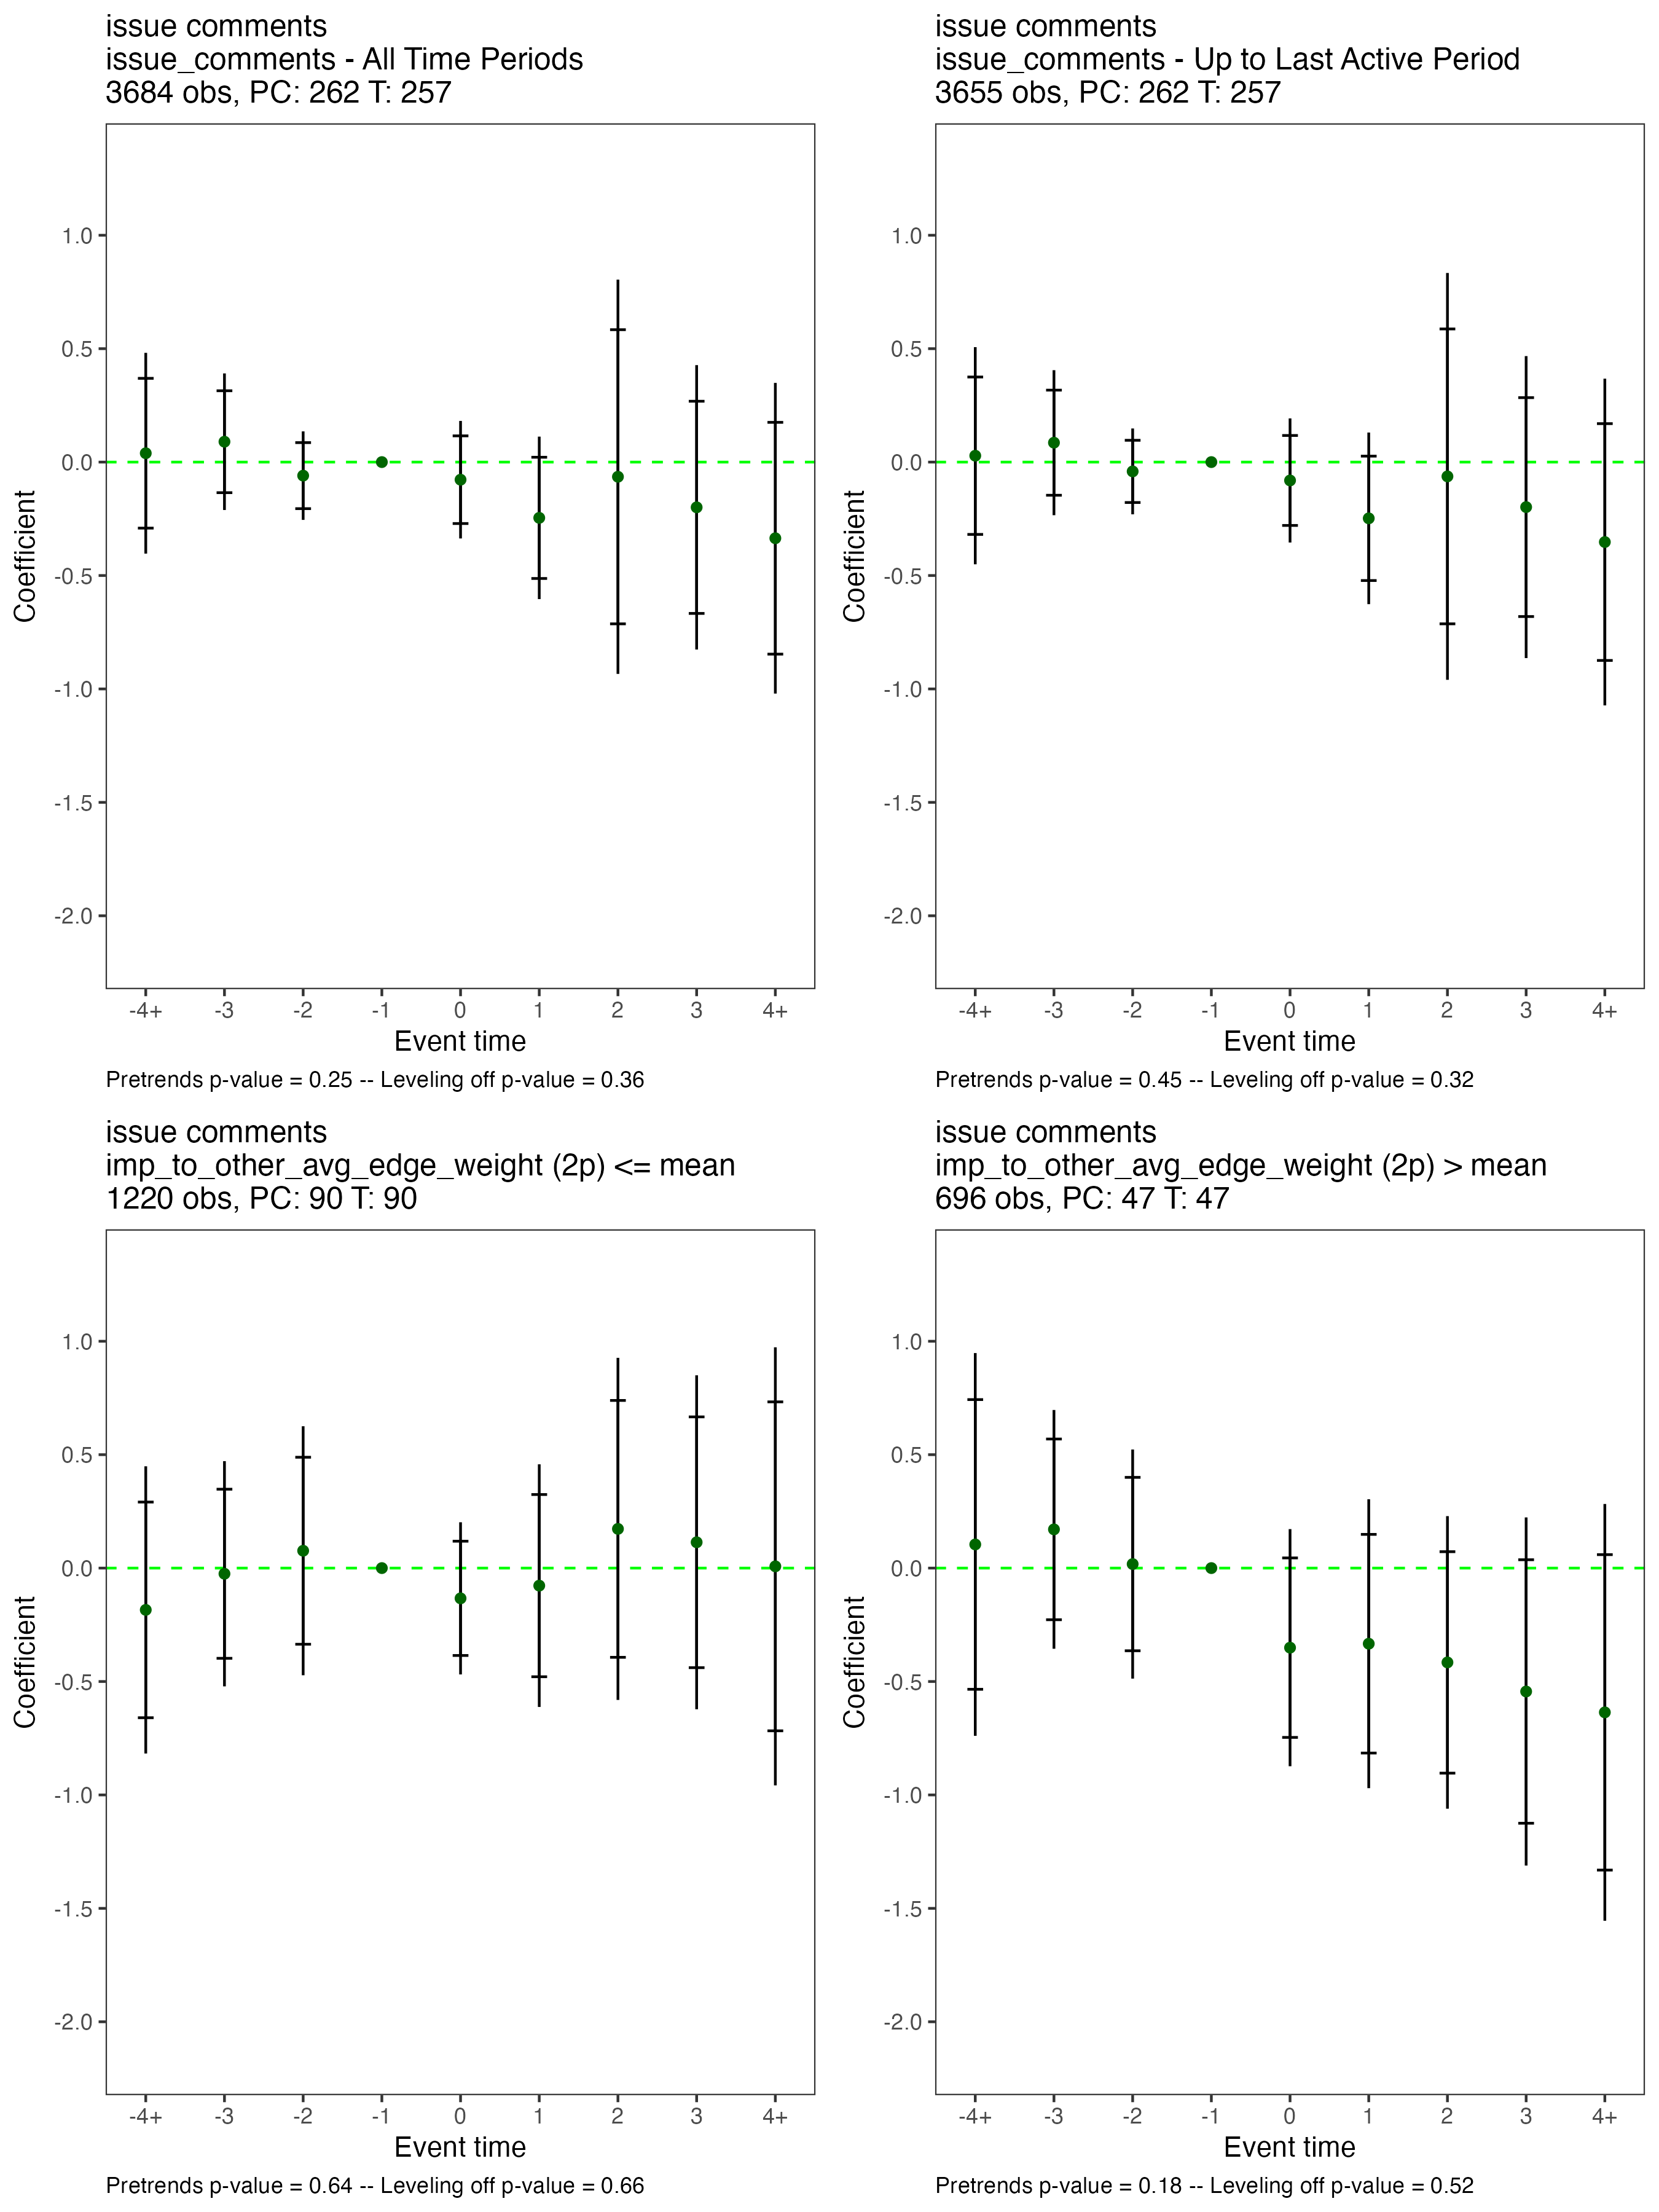 issue comments
issue_comments - All Time Periods
3684 obs, PC: 262 T: 257
1.0
0.5
0.0
-0.5
-1.0
-1.5
-2.0
Coefficient
-4+ -3 -2 -1 0 1 2 3 4+
Event time
Pretrends p-value = 0.25 -- Leveling off p-value = 0.36
issue comments
issue_comments - Up to Last Active Period
3655 obs, PC: 262 T: 257
1.0
0.5
0.0
-0.5
-1.0
-1.5
-2.0
Coefficient
-4+ -3 -2 -1 0 1 2 3 4+
Event time
Pretrends p-value = 0.45 -- Leveling off p-value = 0.32
issue comments
imp_to_other_avg_edge_weight (2p) <= mean
1220 obs, PC: 90 T: 90
1.0
0.5
0.0
-0.5
-1.0
-1.5
-2.0
Coefficient
-4+ -3 -2 -1 0 1 2 3 4+
Event time
Pretrends p-value = 0.64 -- Leveling off p-value = 0.66
issue comments
imp_to_other_avg_edge_weight (2p) > mean
696 obs, PC: 47 T: 47
1.0
0.5
0.0
-0.5
-1.0
-1.5
-2.0
Coefficient
-4+ -3 -2 -1 0 1 2 3 4+
Event time
Pretrends p-value = 0.18 -- Leveling off p-value = 0.52